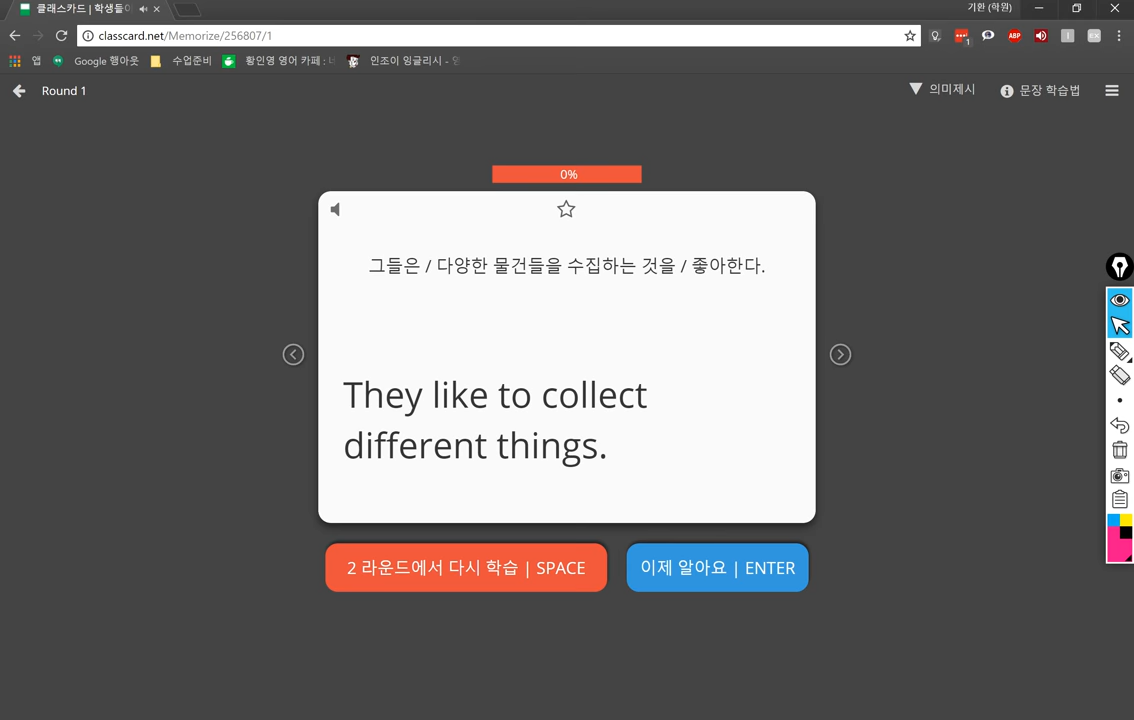 클래스카드 | 학생들이
기환 (학원)
classcard.net/Memorize/256807/1
ABP
1
앱
Google 행아웃
수업준비
황인영 영어 카페 : 네
인조이 잉글리시 - 영
Round 1
의미제시
문장 학습법
0%
그들은 / 다양한 물건들을 수집하는 것을 / 좋아한다.
They like to collect
different things.
2 라운드에서 다시 학습 | SPACE
이제 알아요 | ENTER